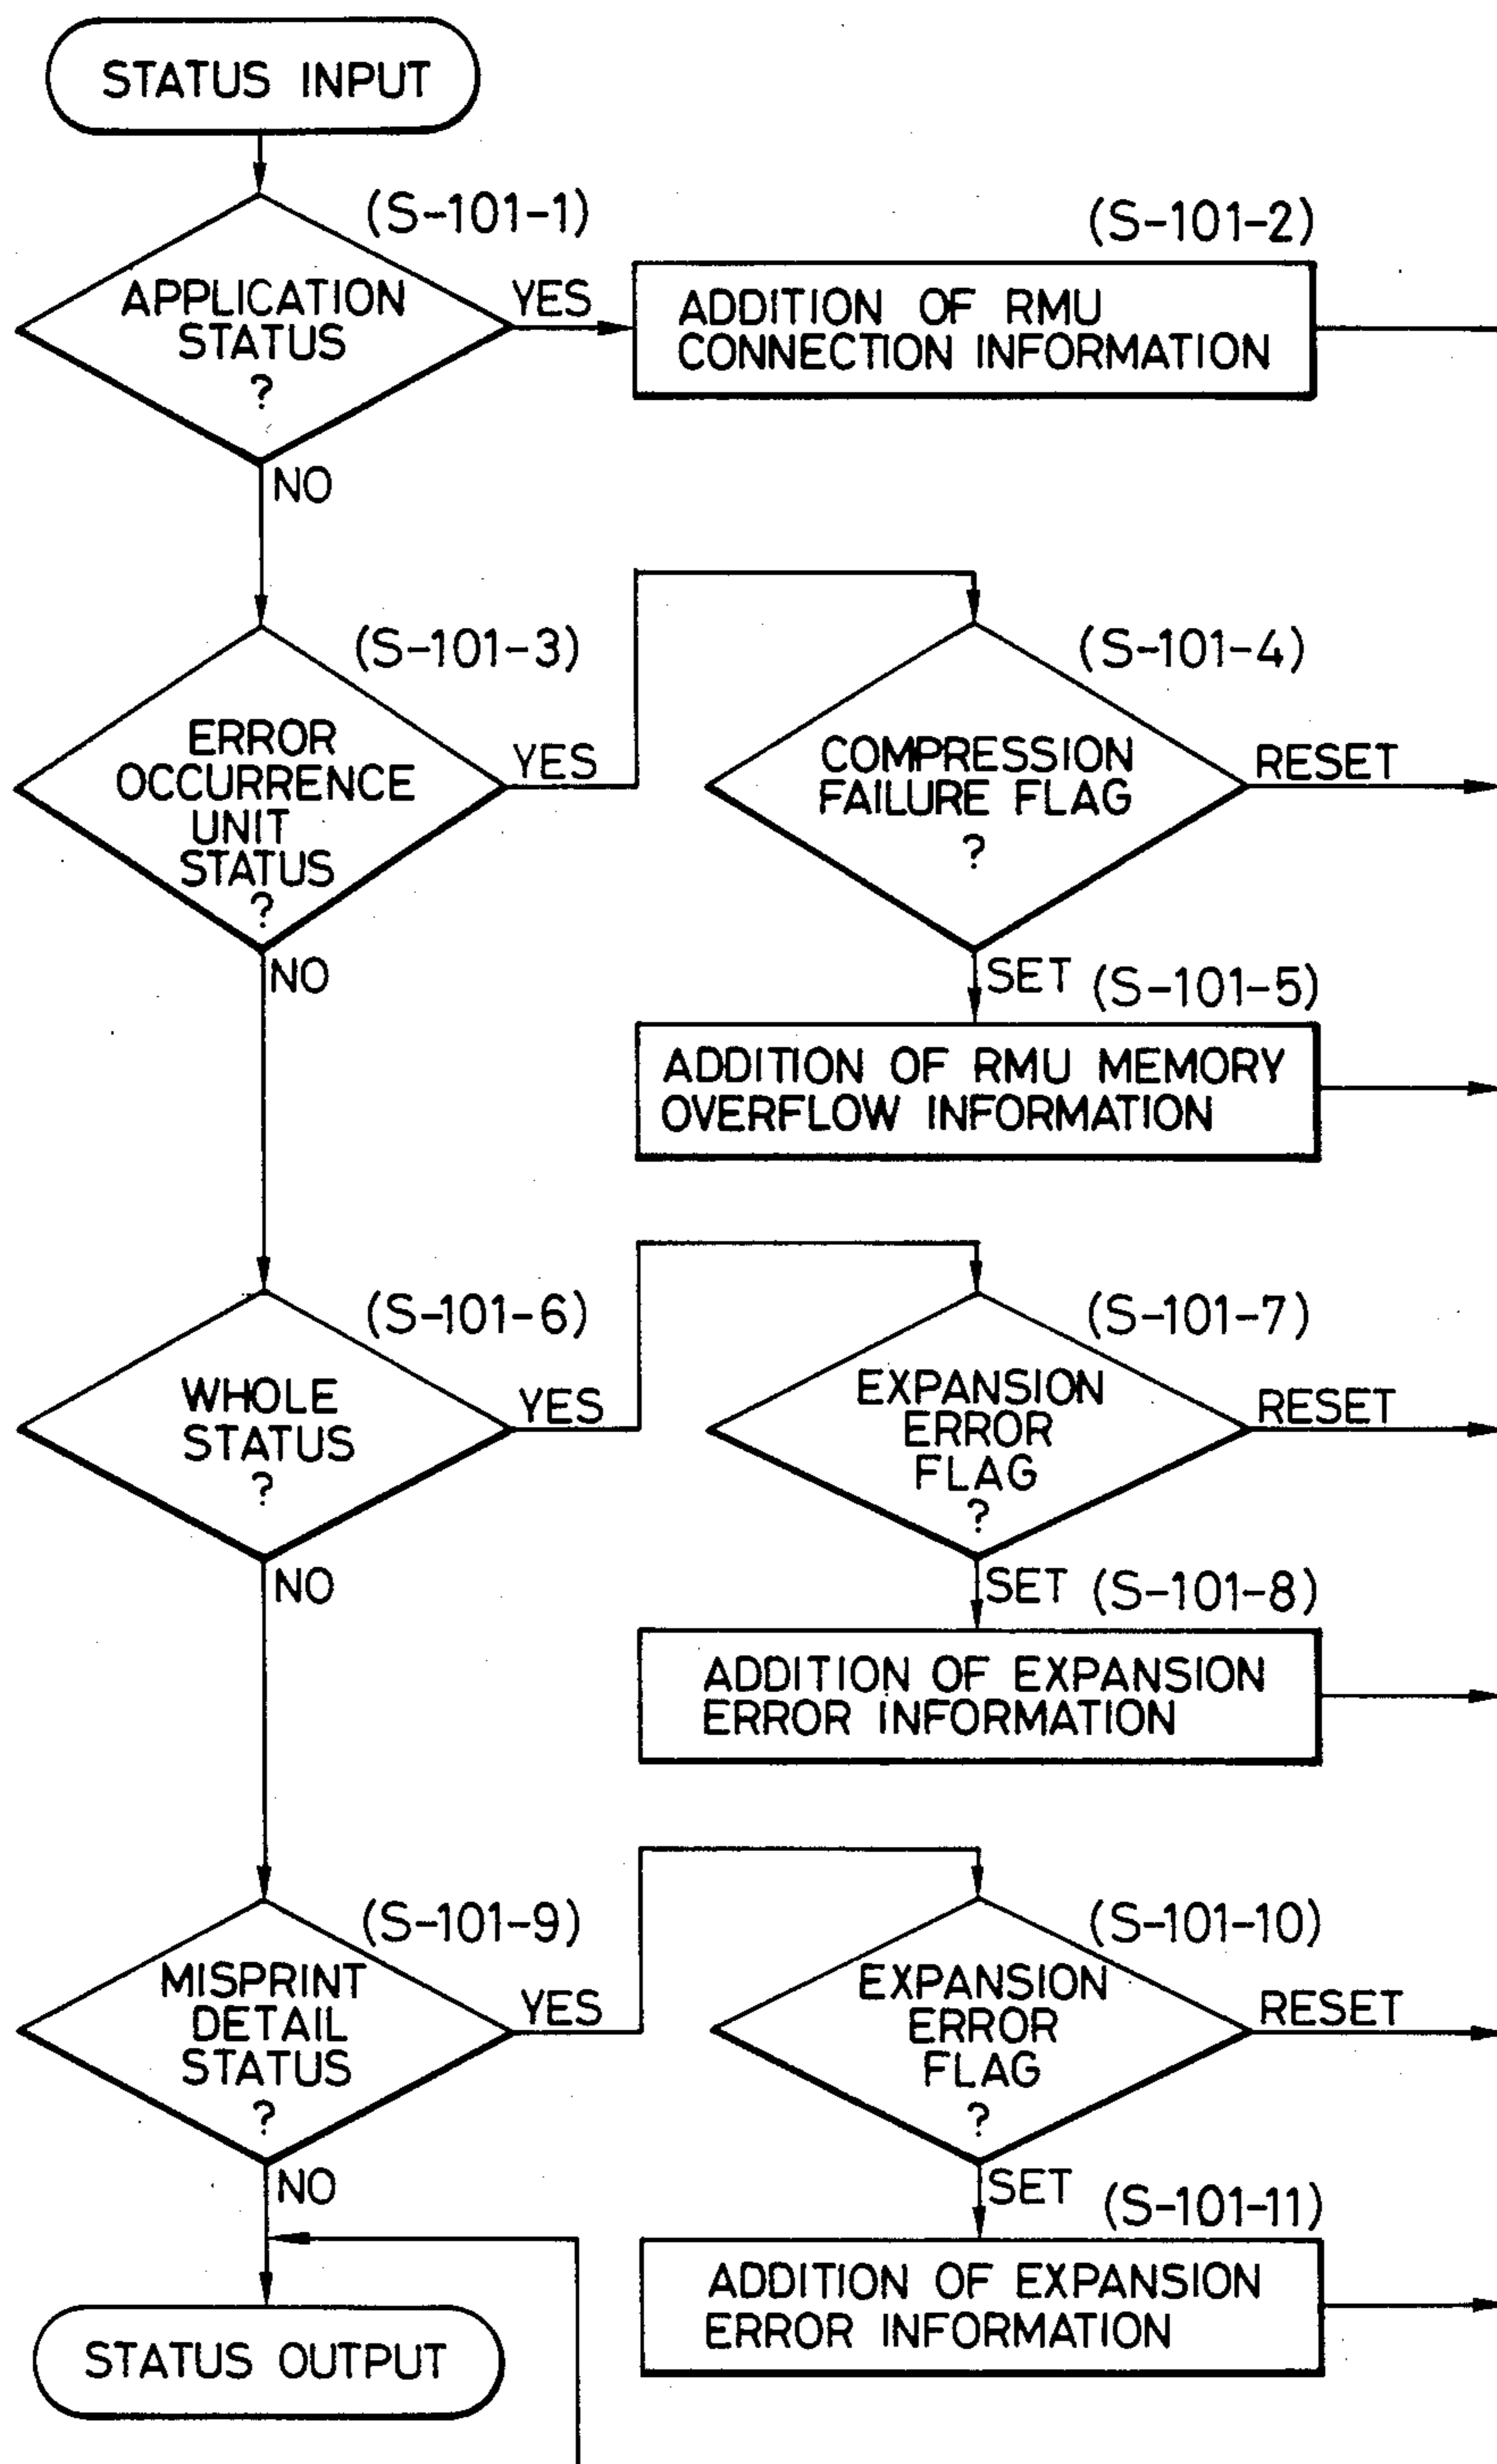 STATUS INPUT
(S-101-1)
APPLICATION
STATUS
?
YES
NO
(S-101-2)
ADDITION OF RMU
CONNECTION INFORMATION
(S-101-3)
ERROR
OCCURRENCE
UNIT
STATUS
?
YES
NO
(S-101-4)
COMPRESSION
FAILURE FLAG
?
RESET
SET
(S-101-5)
ADDITION OF RMU MEMORY
OVERFLOW INFORMATION
(S-101-6)
WHOLE
STATUS
?
YES
NO
(S-101-7)
EXPANSION
ERROR
FLAG
?
RESET
SET
(S-101-8)
ADDITION OF EXPANSION
ERROR INFORMATION
(S-101-9)
MISPRINT
DETAIL
STATUS
?
YES
NO
(S-101-10)
EXPANSION
ERROR
FLAG
?
RESET
SET
(S-101-11)
ADDITION OF EXPANSION
ERROR INFORMATION
STATUS OUTPUT